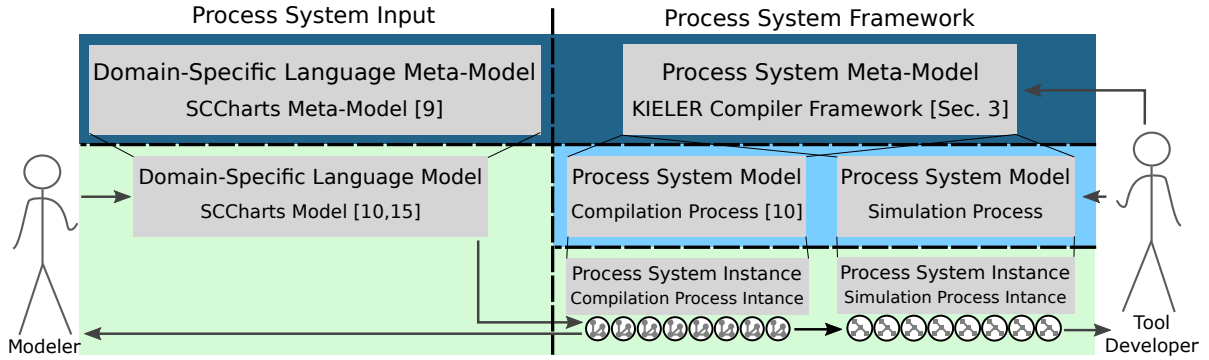 Process System Input
Process System Framework
Domain-Specific Language Meta-Model
SCCharts Meta-Model [9]
Process System Meta-Model
KIELER Compiler Framework [Sec. 3]
Domain-Specific Language Model
SCCharts Model [10,15]
Process System Model
Compilation Process [10]
Process System Model
Simulation Process
Process System Instance
Compilation Process Intance
Process System Instance
Simulation Process Intance
Modeler
Tool
Developer